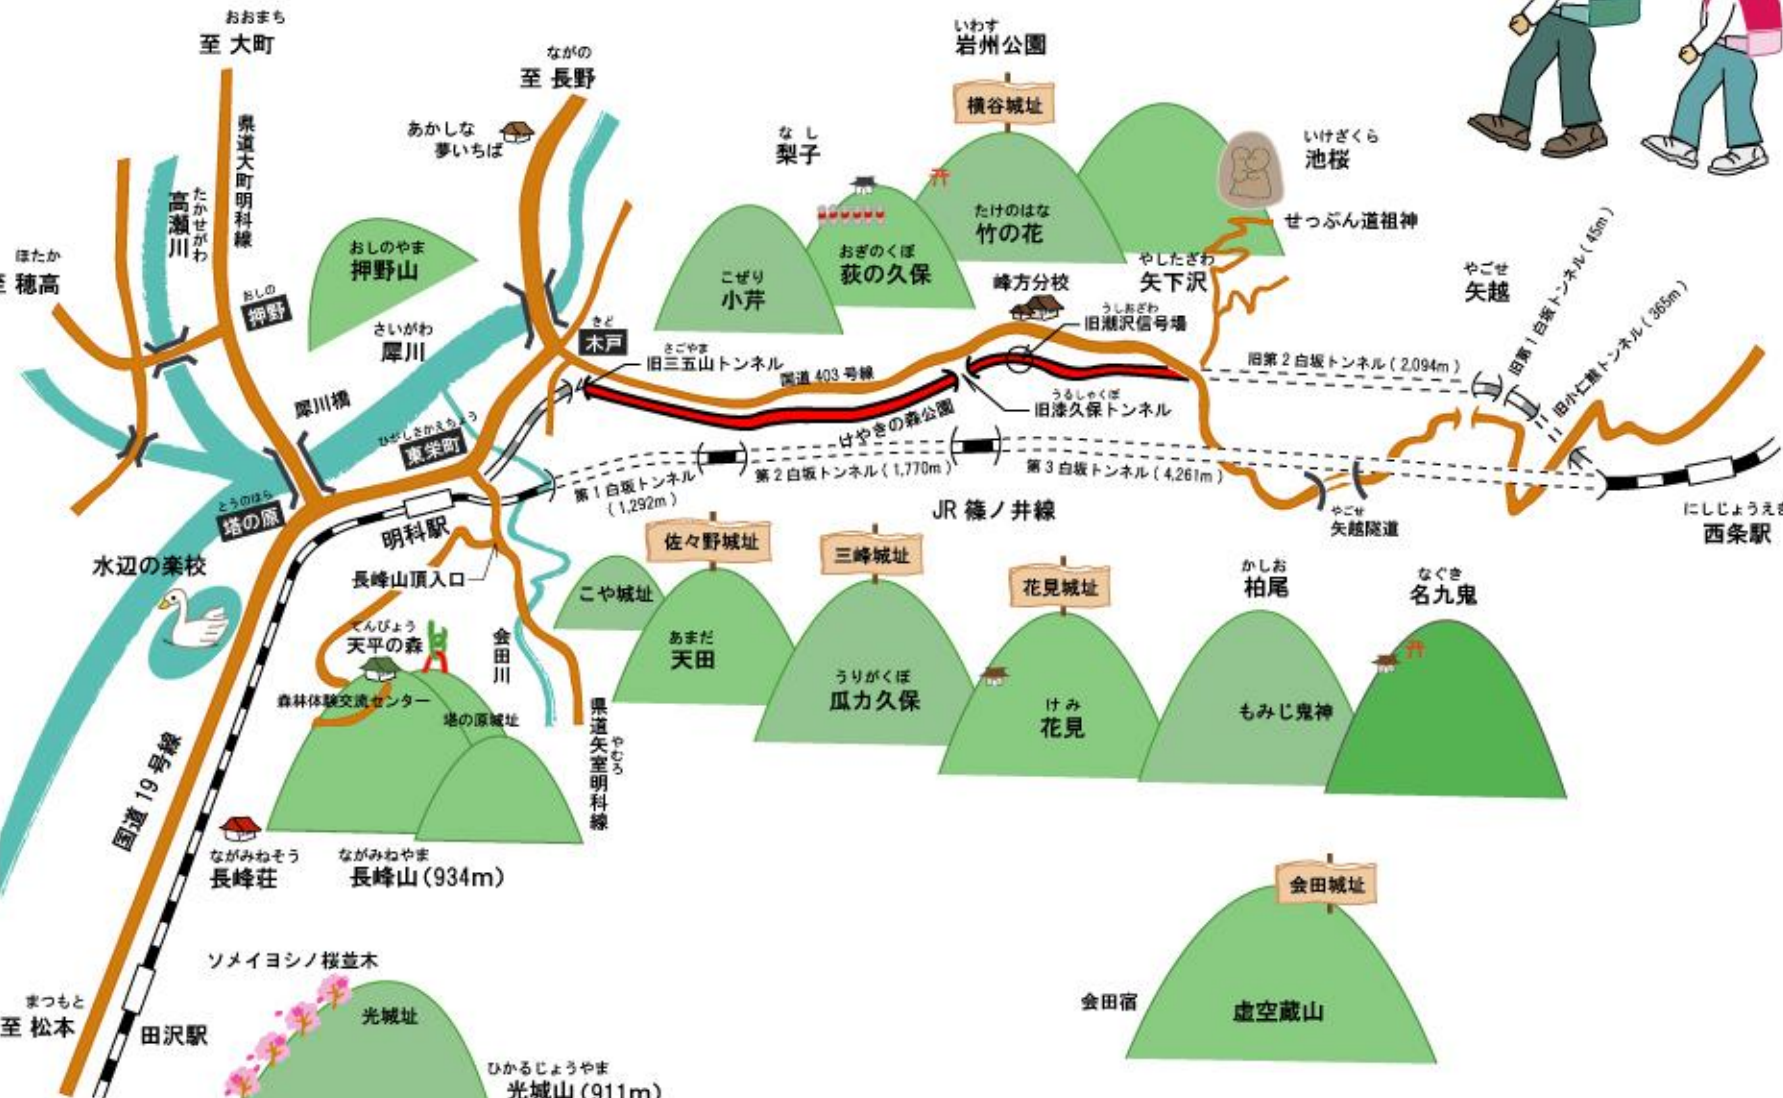 おおまち
至 大町
県道大町明科線
たかせがわ
高瀬川
ほたか
至 穂高
おしの
押野
おしのやま
押野山
さいがわ
犀川
犀川橋
ながの
至 長野
あかしな
夢いちば
きど
木戸
さごやま
旧三五山トンネル
ひがしさかえちょう
東栄町
とうのはら
塔の原
水辺の楽校
明科駅
長峰山頂入口
てんぴょう
天平の森
森林体験交流センター
塔の原城址
会田川
県道矢室明科線
やむろ
国道 19 号線
ながみねそう
長峰荘
ながみねやま
長峰山(934m)
ソメイヨシノ桜並木
光城址
ひかるじょうやま
光城山(911m)
まつもと
至 松本
田沢駅
いわす
岩州公園
横谷城址
なし
梨子
こぜり
小芹
おぎのくぼ
荻の久保
たけのはな
竹の花
いけざくら
池桜
せっぷん道祖神
やしたざわ
矢下沢
峰方分校
うしおざわ
旧潮沢信号場
国道 403 号線
けやきの森公園
うるしゃくぼ
旧漆久保トンネル
やごせ
矢越
旧第 2 白坂トンネル ( 2,094m )
旧第 1 白坂トンネル ( 45m )
旧小仁熊トンネル ( 365m )
第 1 白坂トンネル
( 1,292m )
第 2 白坂トンネル ( 1,770m )
第 3 白坂トンネル ( 4,261m )
JR 篠ノ井線
やごせ
矢越隧道
にしじょうえき
西条駅
こや城址
佐々野城址
あまだ
天田
三峰城址
うりがくぼ
瓜カ久保
花見城址
けみ
花見
かしお
柏尾
もみじ鬼神
なぐき
名九鬼
会田城址
会田宿
虚空蔵山